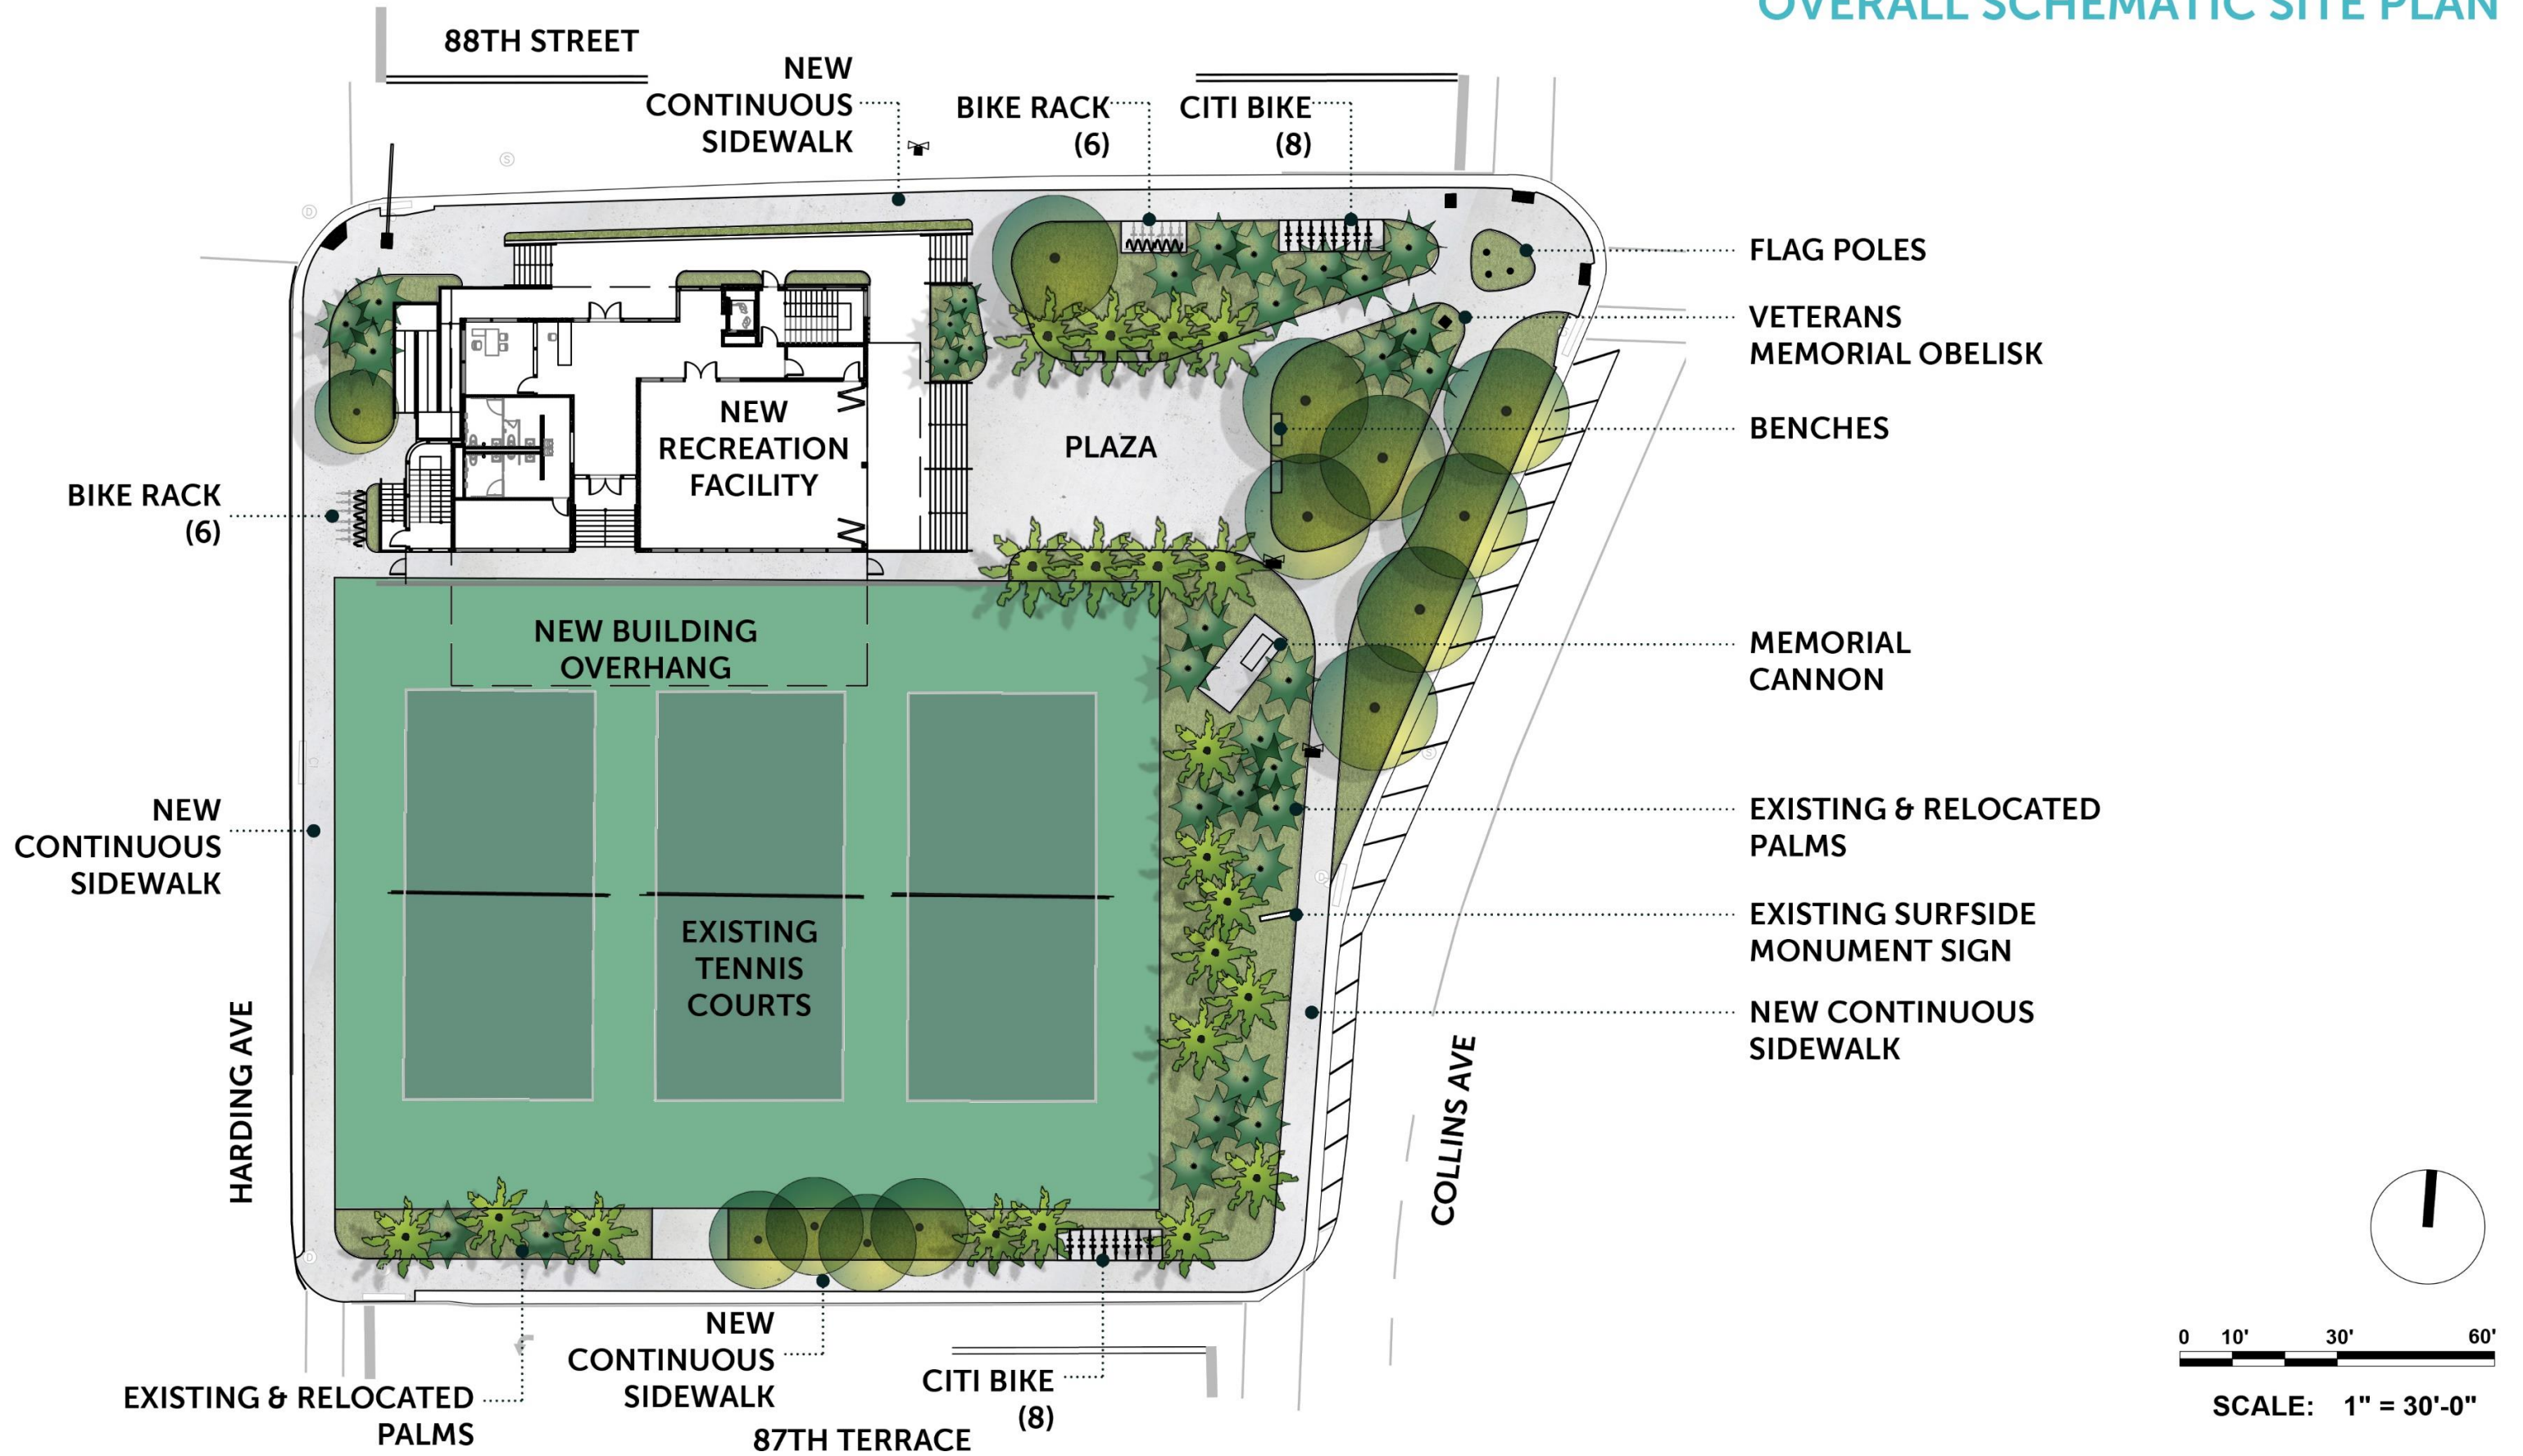 OVERALL SCHEMATIC SITE PLAN
88TH STREET
NEW
CONTINUOUS
SIDEWALK
BIKE RACK
(6)
CITI BIKE
(8)
FLAG POLES
VETERANS
MEMORIAL OBELISK
BENCHES
NEW
RECREATION
FACILITY
PLAZA
BIKE RACK
(6)
NEW BUILDING
OVERHANG
MEMORIAL
CANNON
NEW
CONTINUOUS
SIDEWALK
EXISTING & RELOCATED
PALMS
EXISTING SURFSIDE
MONUMENT SIGN
EXISTING
TENNIS
COURTS
NEW CONTINUOUS
SIDEWALK
HARDING AVE
COLLINS AVE
NEW
CONTINUOUS
SIDEWALK
CITI BIKE
(8)
EXISTING & RELOCATED
PALMS
87TH TERRACE
0 10' 30' 60'
SCALE: 1" = 30'-0"